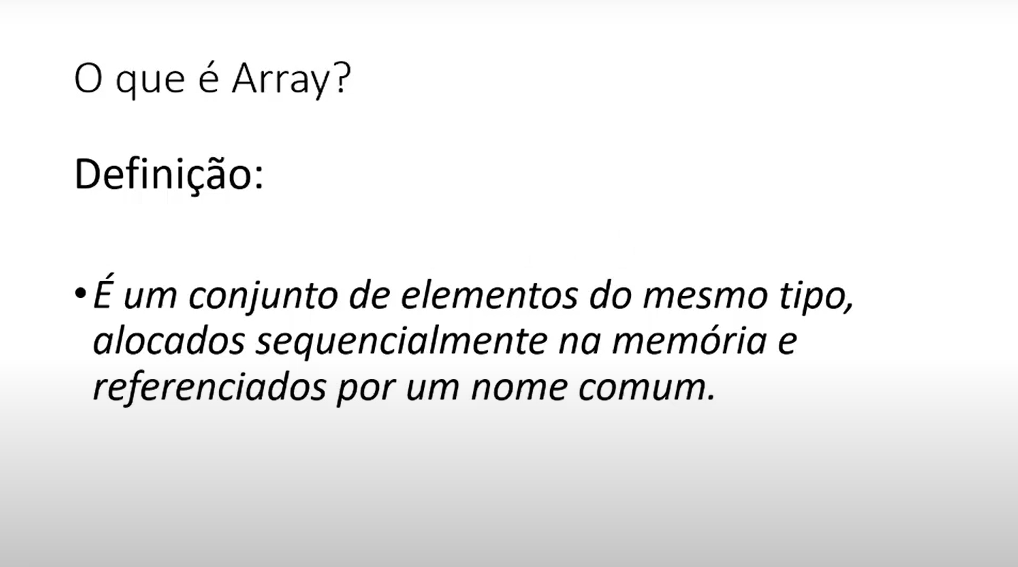 O que é Array?
Definição:
•É um conjunto de elementos do mesmo tipo,
alocados sequencialmente na memória e
referenciados por um nome comum.